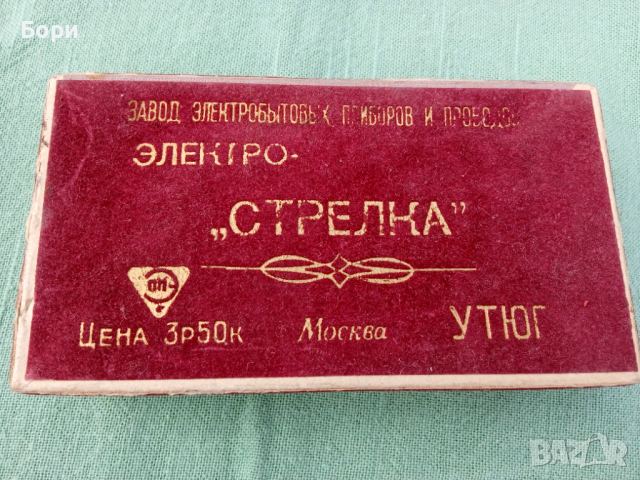 Бори
ЗАВОД ЭЛЕКТРОБЫТОВЫХ ПРИБОРОВ И ПРОВОДОВ
ЭЛЕКТРО-
„СТРЕЛКА"
ЦЕНА 3р50к Москва УТЮГ
BAZAR